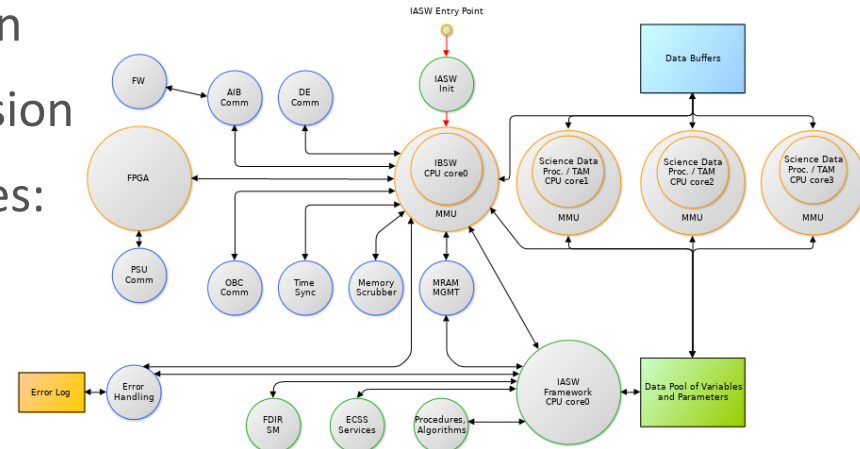 n
sion
es:
IASW Entry Point
FW
AIB
Comm
DE
Comm
IASW
Init
Data Buffers
FPGA
IBSW
CPU core0
MMU
Science Data
Proc. / TAM
CPU core1
MMU
Science Data
Proc. / TAM
CPU core2
MMU
Science Data
Proc. / TAM
CPU core3
MMU
PSU
Comm
OBC
Comm
Time
Sync
Memory
Scrubber
MRAM
MGMT
Error Log
Error
Handling
FDIR
SM
ECSS
Services
Procedures,
Algorithms
IASW
Framework
CPU core0
Data Pool of Variables
and Parameters